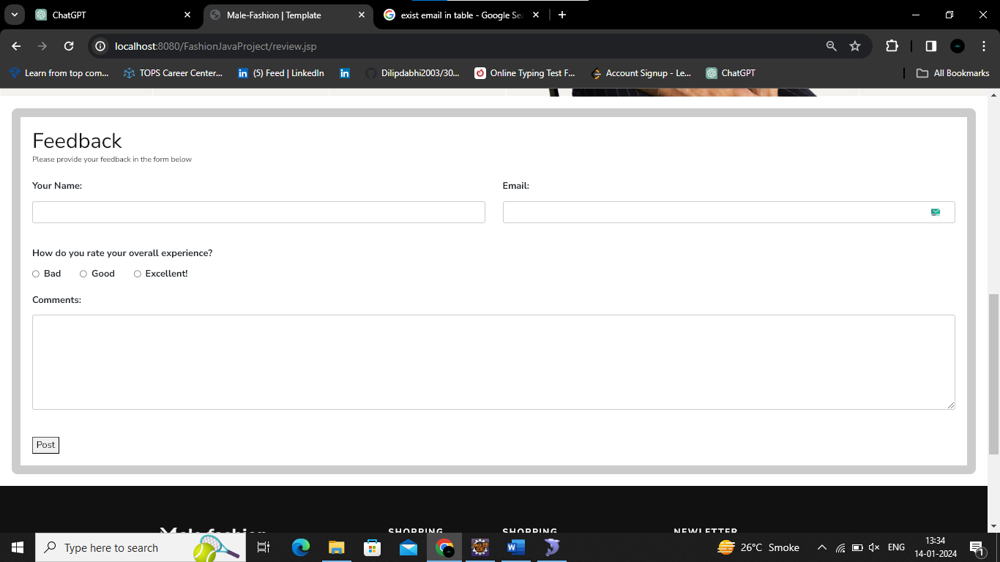 ChatGPT
Male-Fashion | Template
exist email in table - Google Se
localhost:8080/FashionJavaProject/review.jsp
Learn from top com...
TOPS Career Center...
(5) Feed | LinkedIn
Dilipdabhi2003/30...
Online Typing Test F...
Account Signup - Le...
ChatGPT
All Bookmarks
Feedback
Please provide your feedback in the form below
Your Name:
Email:
How do you rate your overall experience?
Bad
Good
Excellent!
Comments:
Post
Male fashion
SHOPPING
SHOPPING
NEWLETTER
Type here to search
26°C Smoke
ENG
13:34
14-01-2024
1